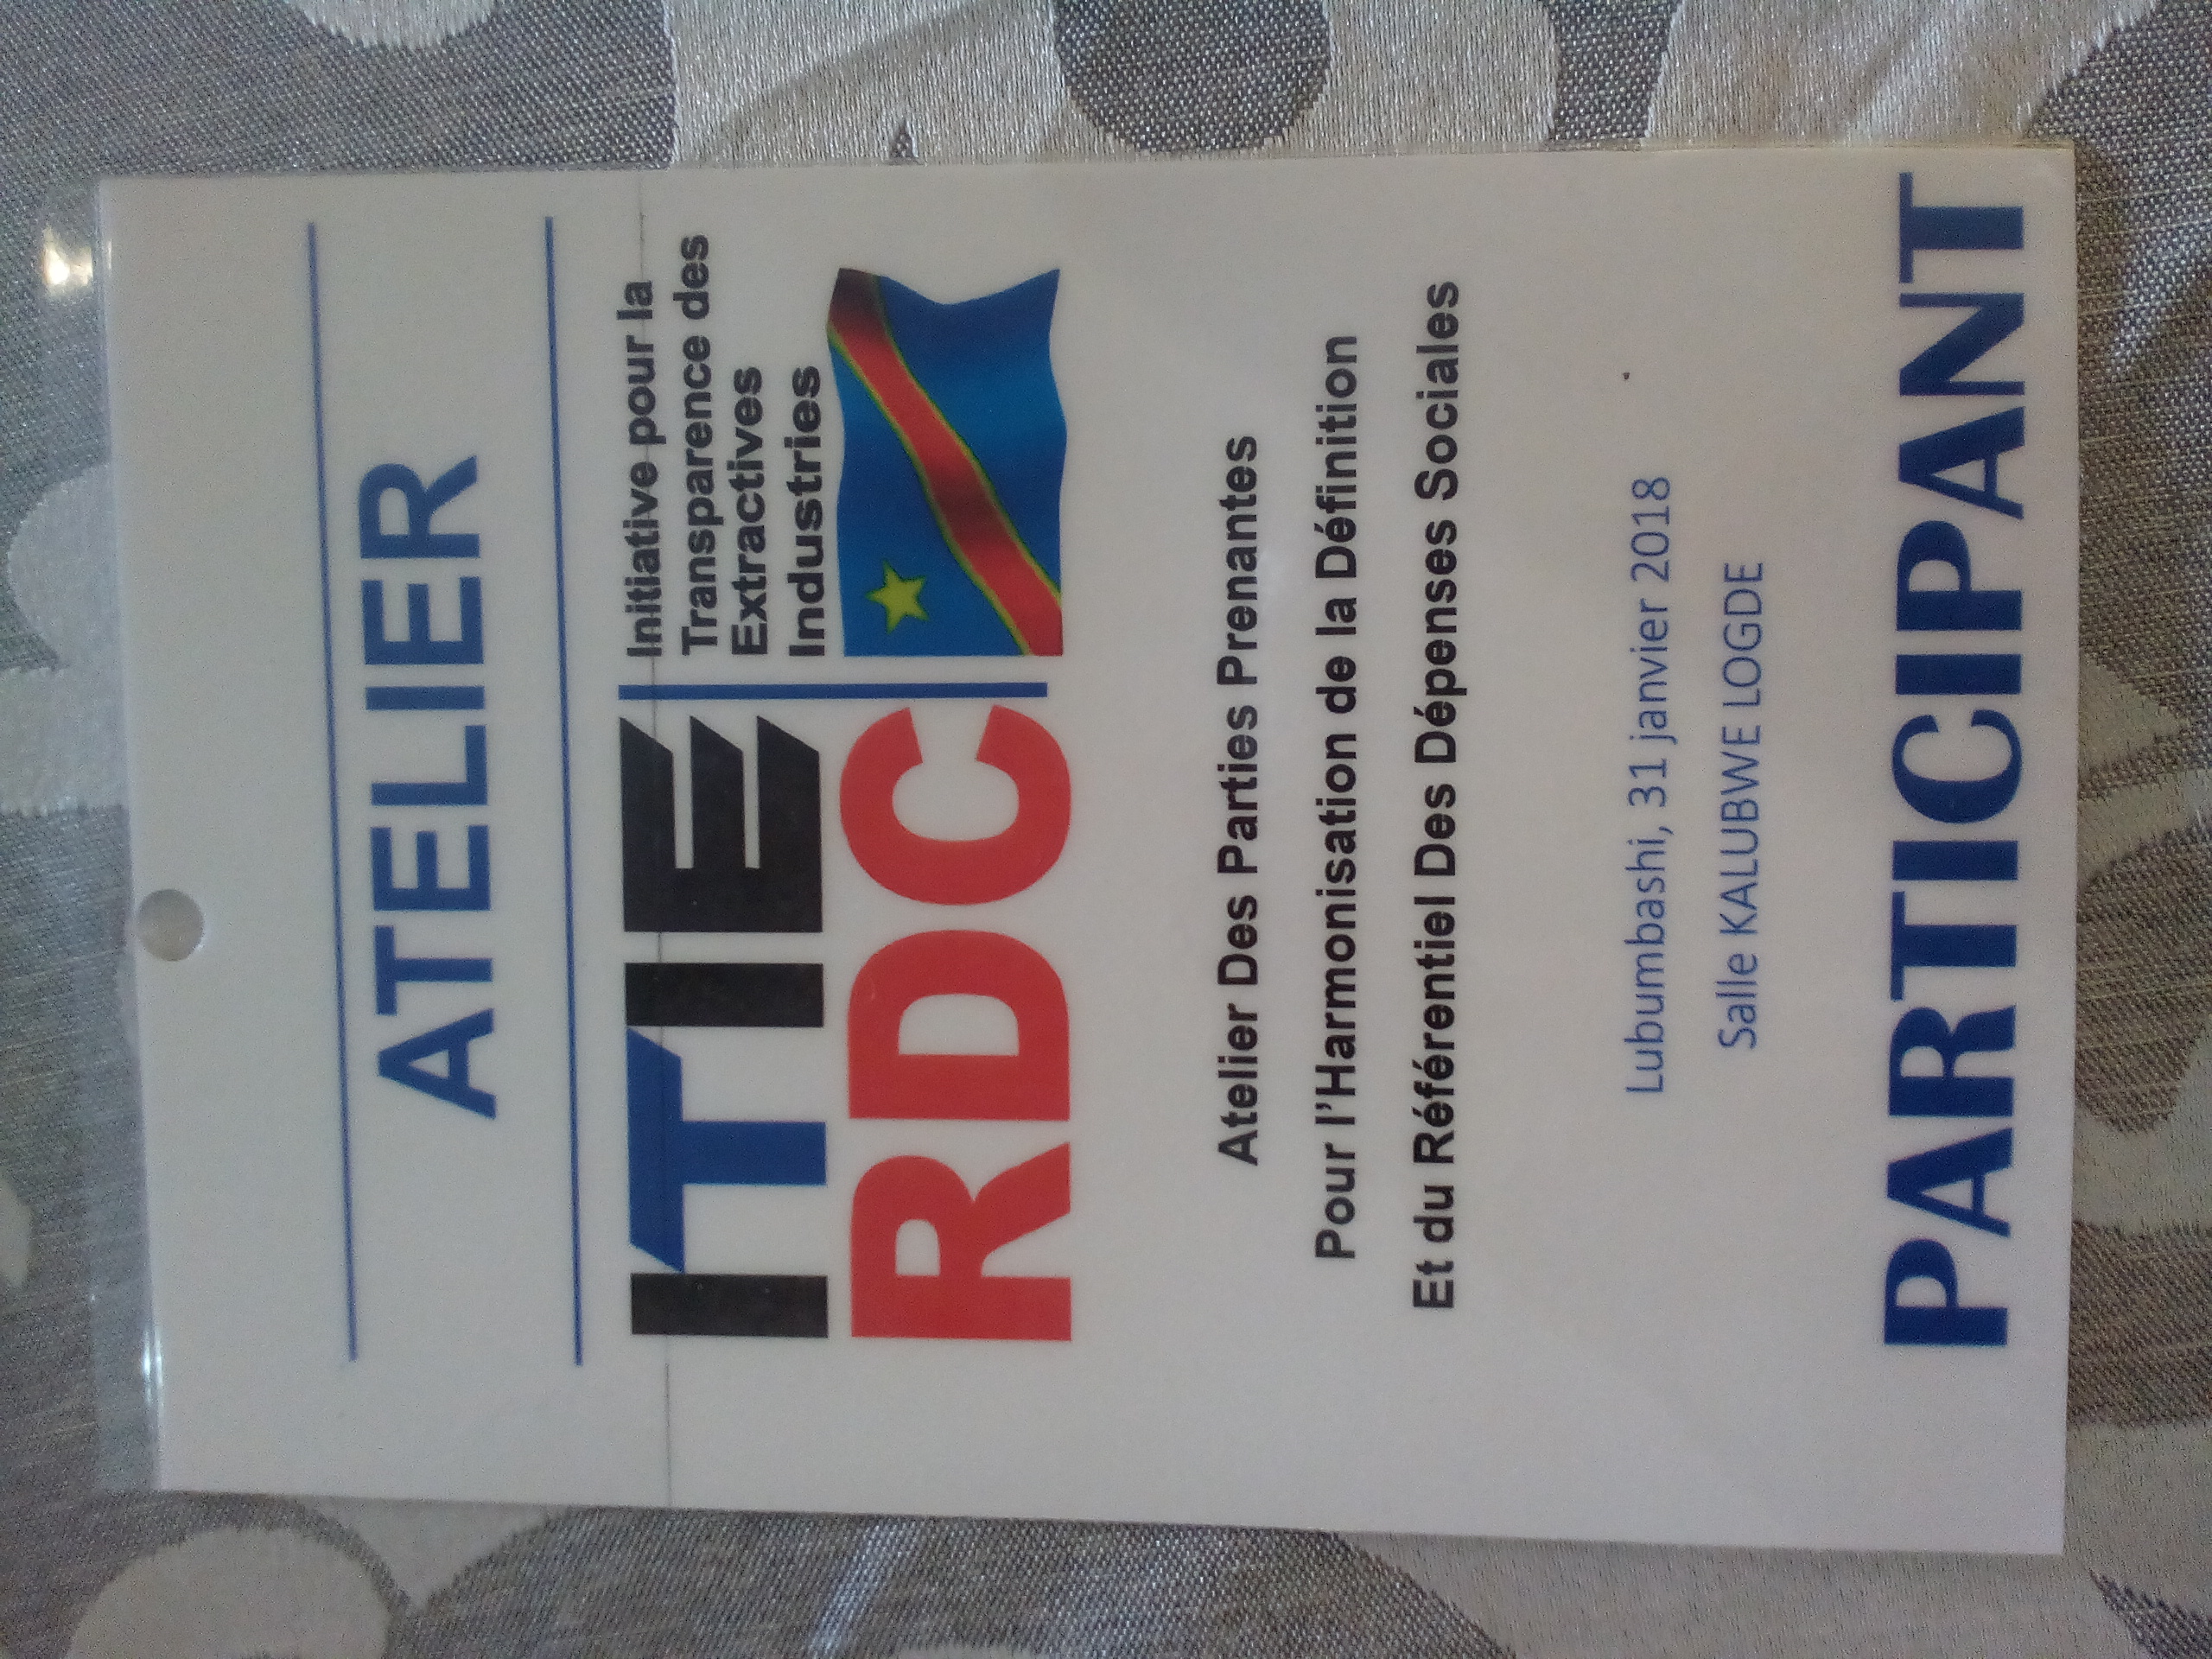 ATELIER
ITIE
RDC
Initiative pour la
Transparence des
Extractives
Industries
Atelier Des Parties Prenantes
Pour l'Harmonisation de la Définition
Et du Référentiel Des Dépenses Sociales
Lubumbashi, 31 janvier 2018
Salle KALUBWE LOGDE
PARTICIPANT